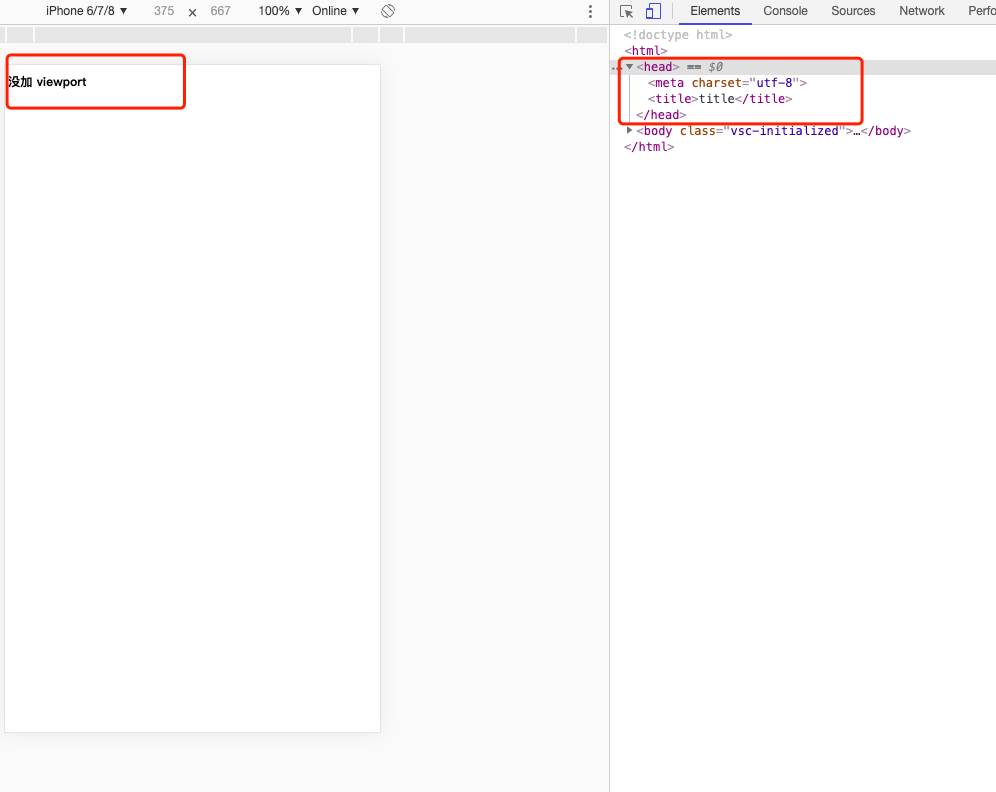 iPhone 6/7/8 ▼ 375 × 667 100% ▼ Online ▼
Elements Console Sources Network Perfo
没加 viewport
<!doctype html>
<html>
…▼<head> == $0
<meta charset="utf-8">
<title>title</title>
</head>
▶<body class="vsc-initialized">…</body>
</html>